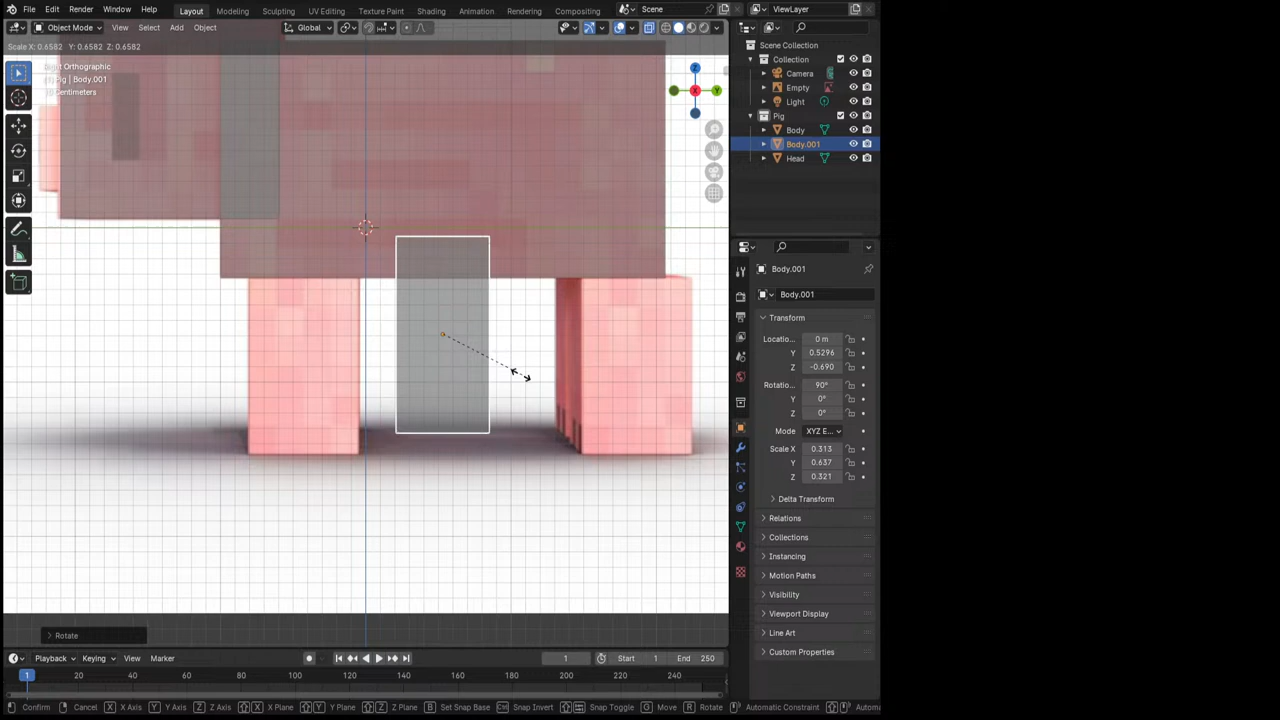 File Edit Render Window Help Layout Modeling Sculpting UV Editing Texture Paint Shading Animation Rendering Compositing Scene ViewLayer
Object Mode View Select Add Object Global
Scale X: 0.6582 Y: 0.6582 Z: 0.6582
Right Orthographic
(1) Pig | Body.001
10 Centimeters
Z
X
Y
Scene Collection
Collection
Camera
Empty
Light
Pig
Body
Body.001
Head
Body.001
Body.001
Transform
Locatio... 0 m
Y 0.5296
Z -0.690
Rotatio... 90°
Y 0°
Z 0°
Mode XYZ E...
Scale X 0.313
Y 0.637
Z 0.321
Delta Transform
Relations
Collections
Instancing
Motion Paths
Visibility
Viewport Display
Line Art
Custom Properties
Rotate
Playback Keying View Marker 1 Start 1 End 250
1 20 40 60 80 100 120 140 160 180 200 220 240
Confirm Cancel X X Axis Y Y Axis Z Z Axis X X Plane Y Y Plane Z Z Plane B Set Snap Base Snap Invert Snap Toggle G Move R Rotate Automatic Constraint Automa